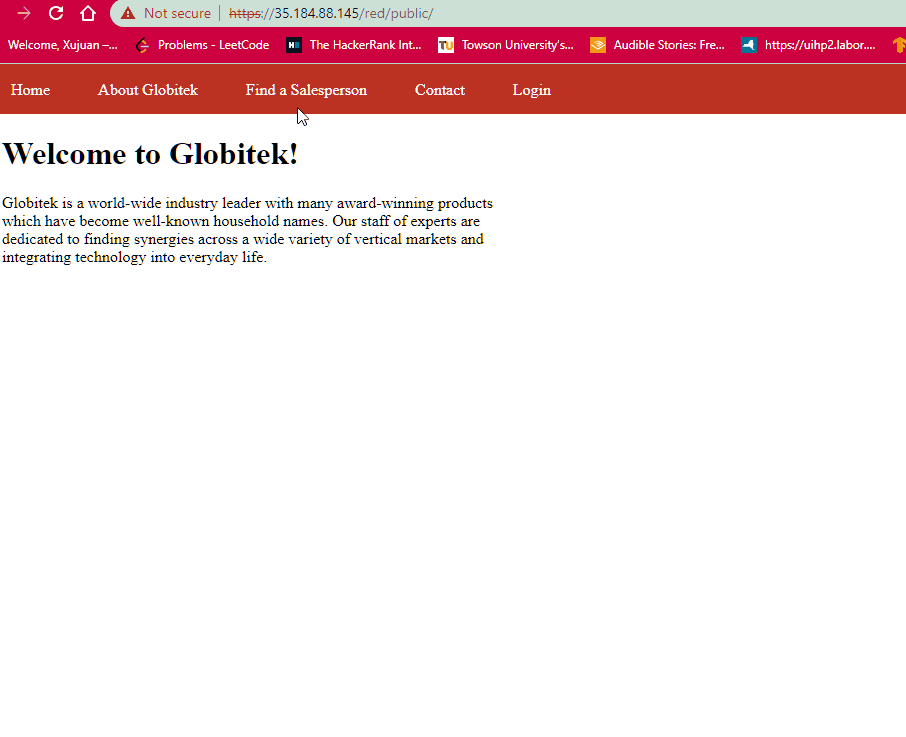 Not secure | https://35.184.88.145/red/public/
Welcome, Xujuan –... Problems - LeetCode The HackerRank Int... Towson University's... Audible Stories: Fre... https://uihp2.labor....
Home About Globitek Find a Salesperson Contact Login
Welcome to Globitek!
Globitek is a world-wide industry leader with many award-winning products
which have become well-known household names. Our staff of experts are
dedicated to finding synergies across a wide variety of vertical markets and
integrating technology into everyday life.